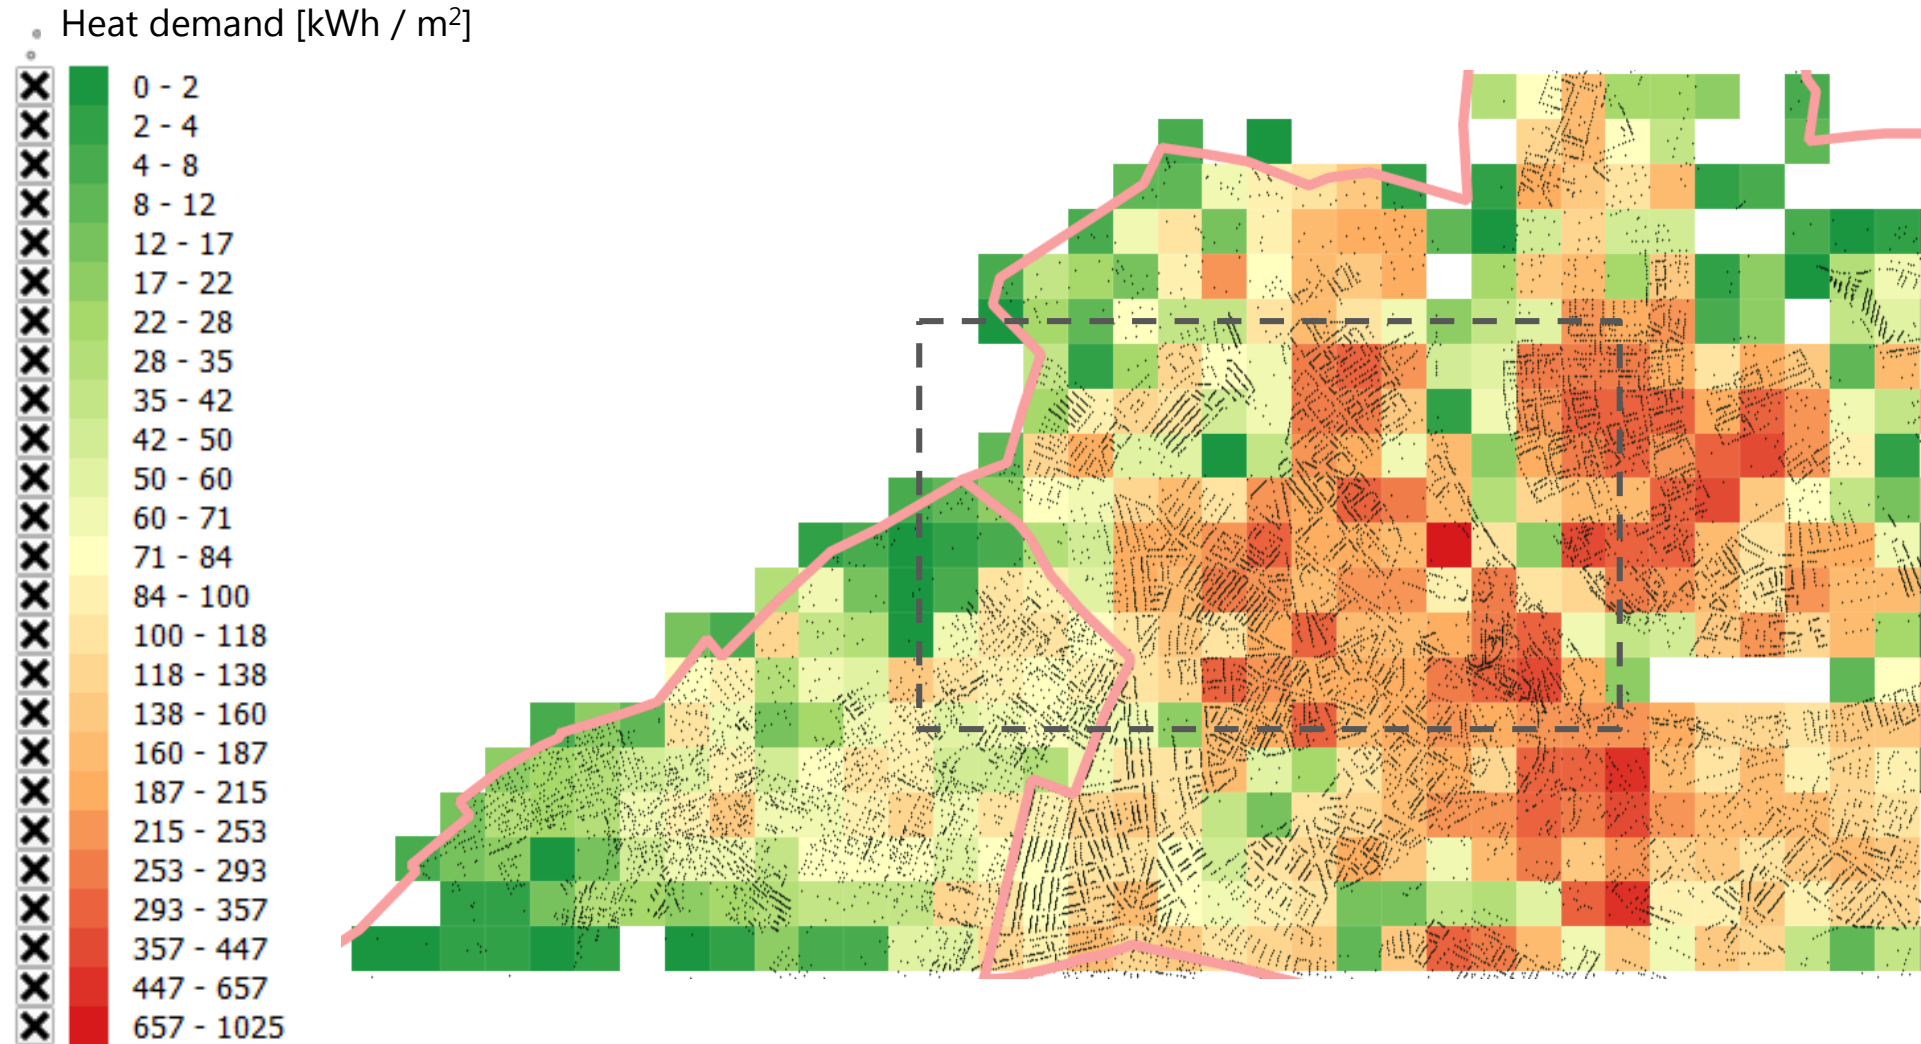 Heat demand [kWh / m²]
0 - 2
2 - 4
4 - 8
8 - 12
12 - 17
17 - 22
22 - 28
28 - 35
35 - 42
42 - 50
50 - 60
60 - 71
71 - 84
84 - 100
100 - 118
118 - 138
138 - 160
160 - 187
187 - 215
215 - 253
253 - 293
293 - 357
357 - 447
447 - 657
657 - 1025